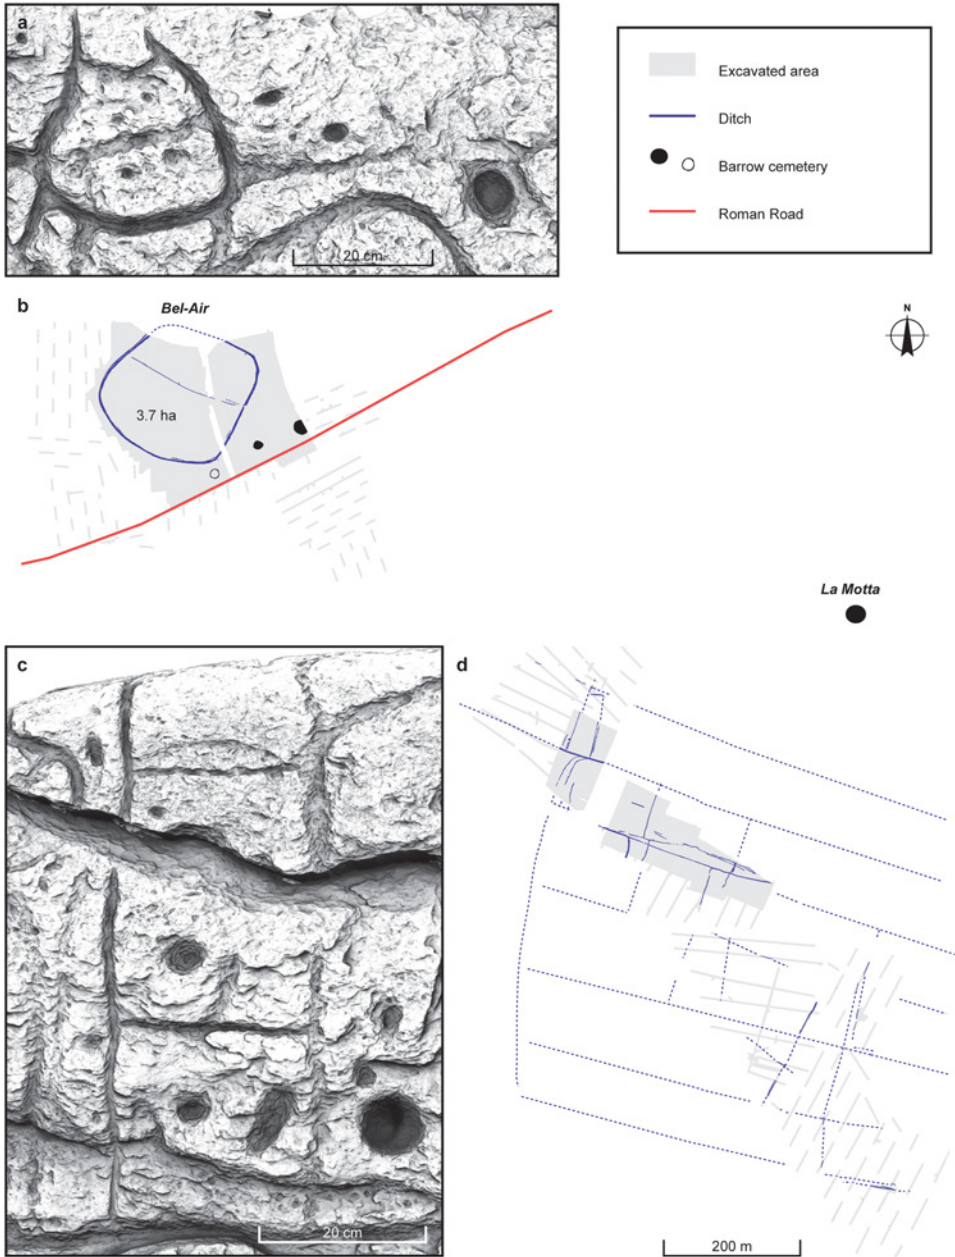 a
20 cm
Excavated area
Ditch
Barrow cemetery
Roman Road
b
Bel-Air
3.7 ha
N
La Motta
c
20 cm
d
200 m